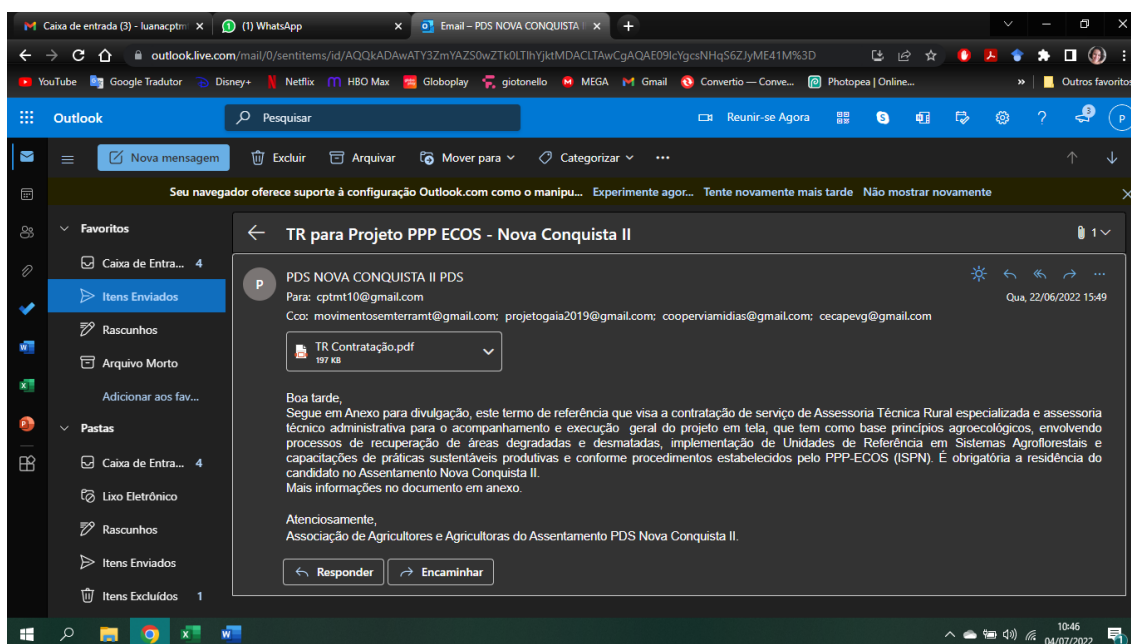 Caixa de entrada (3) - luanacptm
(1) WhatsApp
Email – PDS NOVA CONQUISTA
outlook.live.com/mail/0/sentitems/id/AQQkADAwATY3ZmYAZS0wZTk0LTlhYjktMDACLTAwCgAQAE09IcYgcsNHqS6ZJyME41M%3D
YouTube Google Tradutor Disney+ Netflix HBO Max Globoplay giotonello MEGA Gmail Convertio — Conve... Photopea | Online... » Outros favoritos
Outlook
Pesquisar
Reunir-se Agora
3
P
Nova mensagem
Excluir Arquivar Mover para Categorizar ...
Seu navegador oferece suporte à configuração Outlook.com como o manipu... Experimente agor... Tente novamente mais tarde Não mostrar novamente
Favoritos
Caixa de Entra... 4
Itens Enviados
Rascunhos
Arquivo Morto
Adicionar aos fav...
Pastas
Caixa de Entra... 4
Lixo Eletrônico
Rascunhos
Itens Enviados
Itens Excluídos 1
TR para Projeto PPP ECOS - Nova Conquista II
1
P
PDS NOVA CONQUISTA II PDS
Para: cptmt10@gmail.com
Qua, 22/06/2022 15:49
Cco: movimentosemterramt@gmail.com; projetogaia2019@gmail.com; cooperviamidias@gmail.com; cecapevg@gmail.com
TR Contratação.pdf
197 KB
Boa tarde,
Segue em Anexo para divulgação, este termo de referência que visa a contratação de serviço de Assessoria Técnica Rural especializada e assessoria
técnico administrativa para o acompanhamento e execução geral do projeto em tela, que tem como base princípios agroecológicos, envolvendo
processos de recuperação de áreas degradadas e desmatadas, implementação de Unidades de Referência em Sistemas Agroflorestais e
capacitações de práticas sustentáveis produtivas e conforme procedimentos estabelecidos pelo PPP-ECOS (ISPN). É obrigatória a residência do
candidato no Assentamento Nova Conquista II.
Mais informações no documento em anexo.
Atenciosamente,
Associação de Agricultores e Agricultoras do Assentamento PDS Nova Conquista II.
Responder
Encaminhar
10:46
04/07/2022